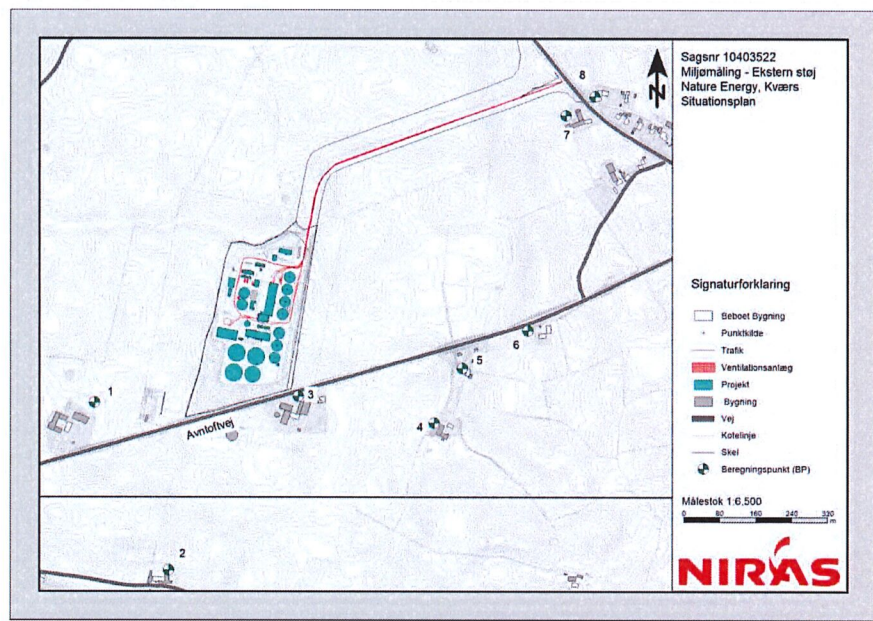 Sagsnr 10403522
Miljømåling - Ekstern støj
Nature Energy, Kværs
Situationsplan
N
8
7
6
5
3
1
4
Avntoftvej
2
Signaturforklaring
Beboet Bygning
Punktkilde
Trafik
Ventilationsanlæg
Projekt
Bygning
Vej
Kotelinje
Skel
Beregningspunkt (BP)
Målestok 1:6,500
0 80 160 240 330
m
NIRAS